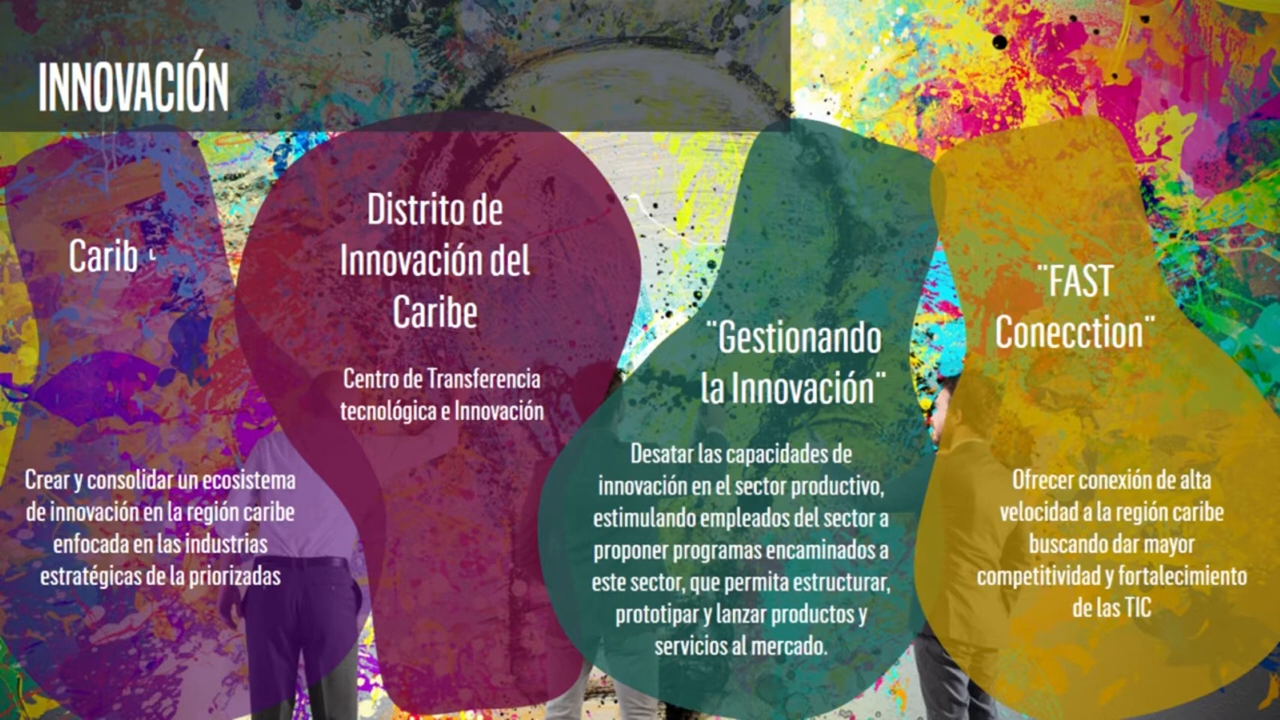 INNOVACIÓN
Carib
Crear y consolidar un ecosistema
de innovación en la región caribe
enfocada en las industrias
estratégicas de la priorizadas
Distrito de
Innovación del
Caribe
Centro de Transferencia
tecnológica e Innovación
¨Gestionando
la Innovación¨
Desatar las capacidades de
innovación en el sector productivo,
estimulando empleados del sector a
proponer programas encaminados a
este sector, que permita estructurar,
prototipar y lanzar productos y
servicios al mercado.
¨FAST
Conecction¨
Ofrecer conexión de alta
velocidad a la región caribe
buscando dar mayor
competitividad y fortalecimiento
de las TIC